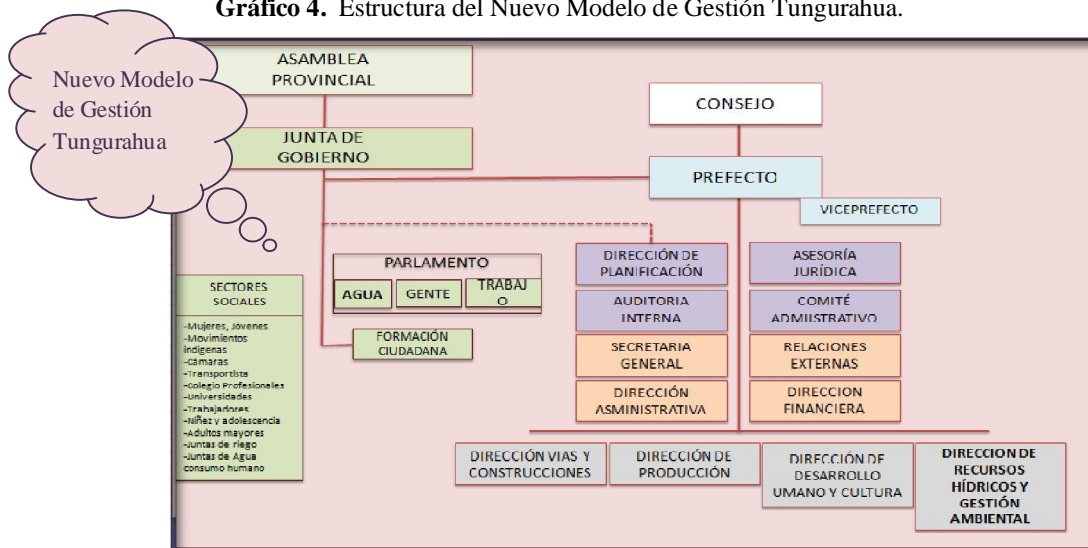 Gráfico 4. Estructura del Nuevo Modelo de Gestión Tungurahua.
Nuevo Modelo
de Gestión
Tungurahua
ASAMBLEA
PROVINCIAL
JUNTA DE
GOBIERNO
CONSEJO
PREFECTO
VICEPREFECTO
PARLAMENTO
AGUA
GENTE
TRABAJ
O
FORMACIÓN
CIUDADANA
SECTORES
SOCIALES
-Mujeres, Jóvenes
-Movimientos
indígenas
-Cámaras
-Transportista
-Colegio Profesionales
-Universidades
-Trabajadores
-Niñez y adolescencia
-Adultos mayores
-Juntas de riego
-Juntas de Agua
consumo humano
DIRECCIÓN DE
PLANIFICACIÓN
ASESORÍA
JURÍDICA
AUDITORIA
INTERNA
COMITÉ
ADMIISTRATIVO
SECRETARIA
GENERAL
RELACIONES
EXTERNAS
DIRECCIÓN
ASMINISTRATIVA
DIRECCION
FINANCIERA
DIRECCIÓN VIAS Y
CONSTRUCCIONES
DIRECCIÓN DE
PRODUCCIÓN
DIRECCIÓN DE
DESARROLLO
UMANO Y CULTURA
DIRECCION DE
RECURSOS
HÍDRICOS Y
GESTIÓN
AMBIENTAL